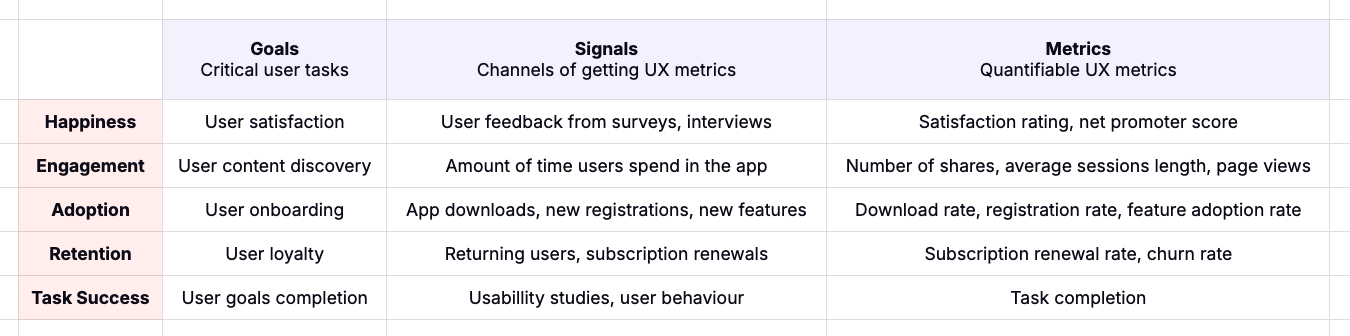 Goals
Critical user tasks
Signals
Channels of getting UX metrics
Metrics
Quantifiable UX metrics
Happiness
User satisfaction
User feedback from surveys, interviews
Satisfaction rating, net promoter score
Engagement
User content discovery
Amount of time users spend in the app
Number of shares, average sessions length, page views
Adoption
User onboarding
App downloads, new registrations, new features
Download rate, registration rate, feature adoption rate
Retention
User loyalty
Returning users, subscription renewals
Subscription renewal rate, churn rate
Task Success
User goals completion
Usabillity studies, user behaviour
Task completion